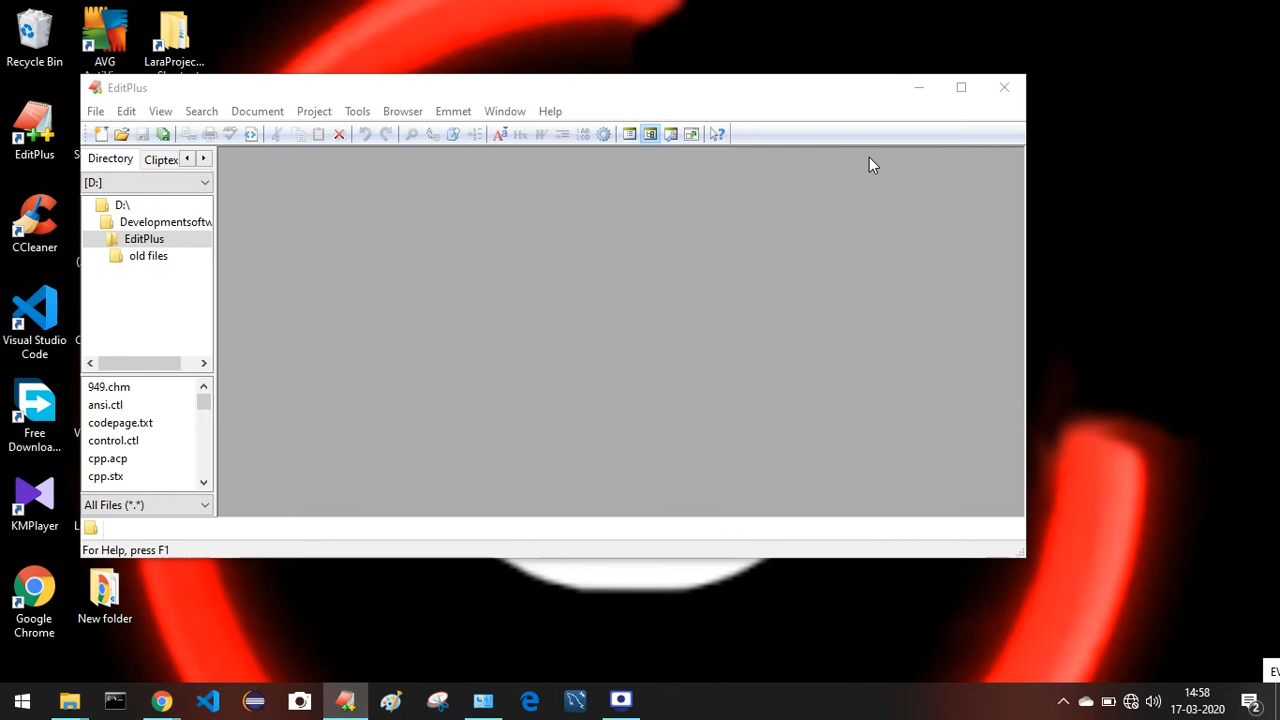 Recycle Bin
AVG
LaraProjec...
EditPlus
CCleaner
Visual Studio
Code
Free
Downloa...
KMPlayer
Google
Chrome
New folder
EditPlus
File Edit View Search Document Project Tools Browser Emmet Window Help
Directory Cliptex
[D:]
D:\
Developmentsoftw
EditPlus
old files
949.chm
ansi.ctl
codepage.txt
control.ctl
cpp.acp
cpp.stx
All Files (*.*)
For Help, press F1
14:58
17-03-2020
2